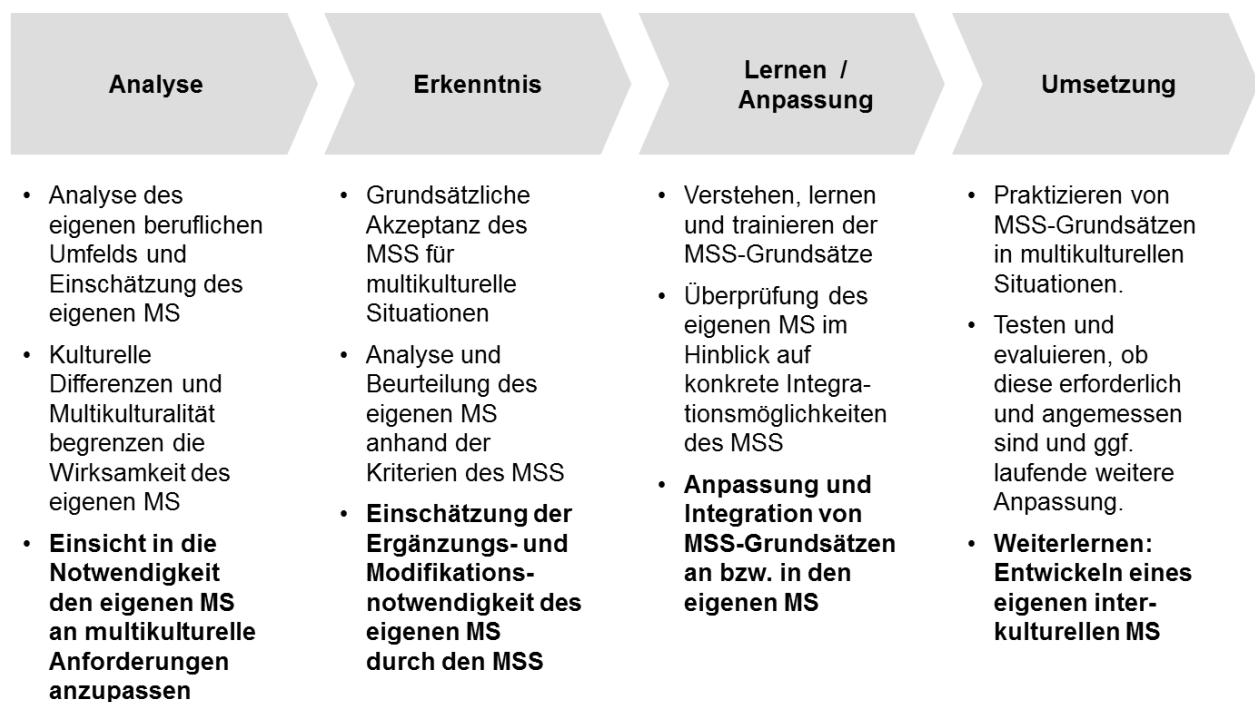 Analyse
Erkenntnis
Lernen /
Anpassung
Umsetzung
• Analyse des
eigenen beruflichen
Umfelds und
Einschätzung des
eigenen MS
• Kulturelle
Differenzen und
Multikulturalität
begrenzen die
Wirksamkeit des
eigenen MS
• Einsicht in die
Notwendigkeit
den eigenen MS
an multikulturelle
Anforderungen
anzupassen
• Grundsätzliche
Akzeptanz des
MSS für
multikulturelle
Situationen
• Analyse und
Beurteilung des
eigenen MS
anhand der
Kriterien des MSS
• Einschätzung der
Ergänzungs- und
Modifikations-
notwendigkeit des
eigenen MS
durch den MSS
• Verstehen, lernen
und trainieren der
MSS-Grundsätze
• Überprüfung des
eigenen MS im
Hinblick auf
konkrete Integra-
tionsmöglichkeiten
des MSS
• Anpassung und
Integration von
MSS-Grundsätzen
an bzw. in den
eigenen MS
• Praktizieren von
MSS-Grundsätzen
in multikulturellen
Situationen.
• Testen und
evaluieren, ob
diese erforderlich
und angemessen
sind und ggf.
laufende weitere
Anpassung.
• Weiterlernen:
Entwickeln eines
eigenen inter-
kulturellen MS